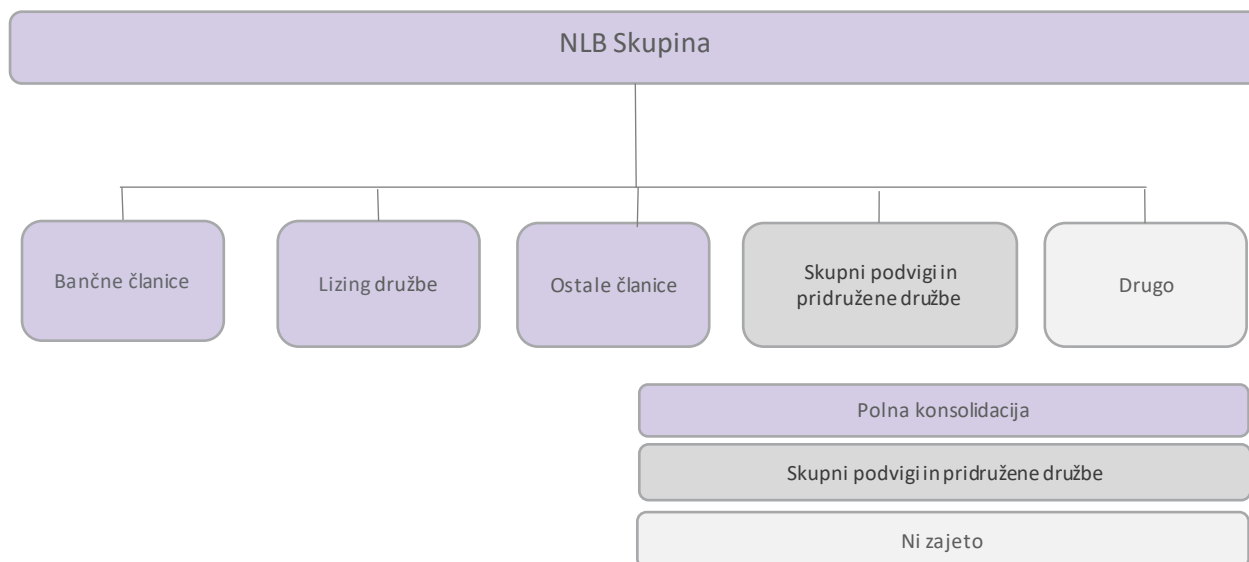 NLB Skupina
Bančne članice
Lizing družbe
Ostale članice
Skupni podvigi in
pridružene družbe
Drugo
Polna konsolidacija
Skupni podvigi in pridružene družbe
Ni zajeto